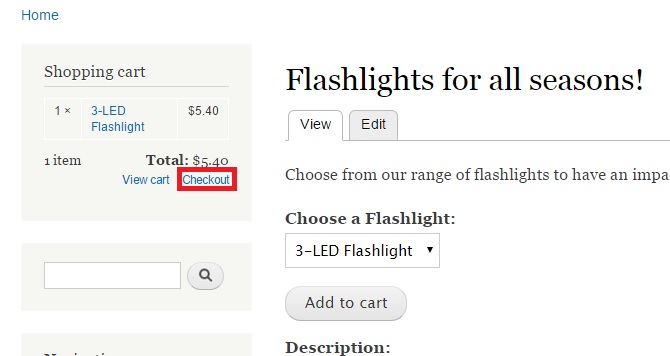 Home
Shopping cart
1 × 3-LED Flashlight $5.40
1 item Total: $5.40
View cart Checkout
Flashlights for all seasons!
View Edit
Choose from our range of flashlights to have an
Choose a Flashlight:
3-LED Flashlight
Add to cart
Description: